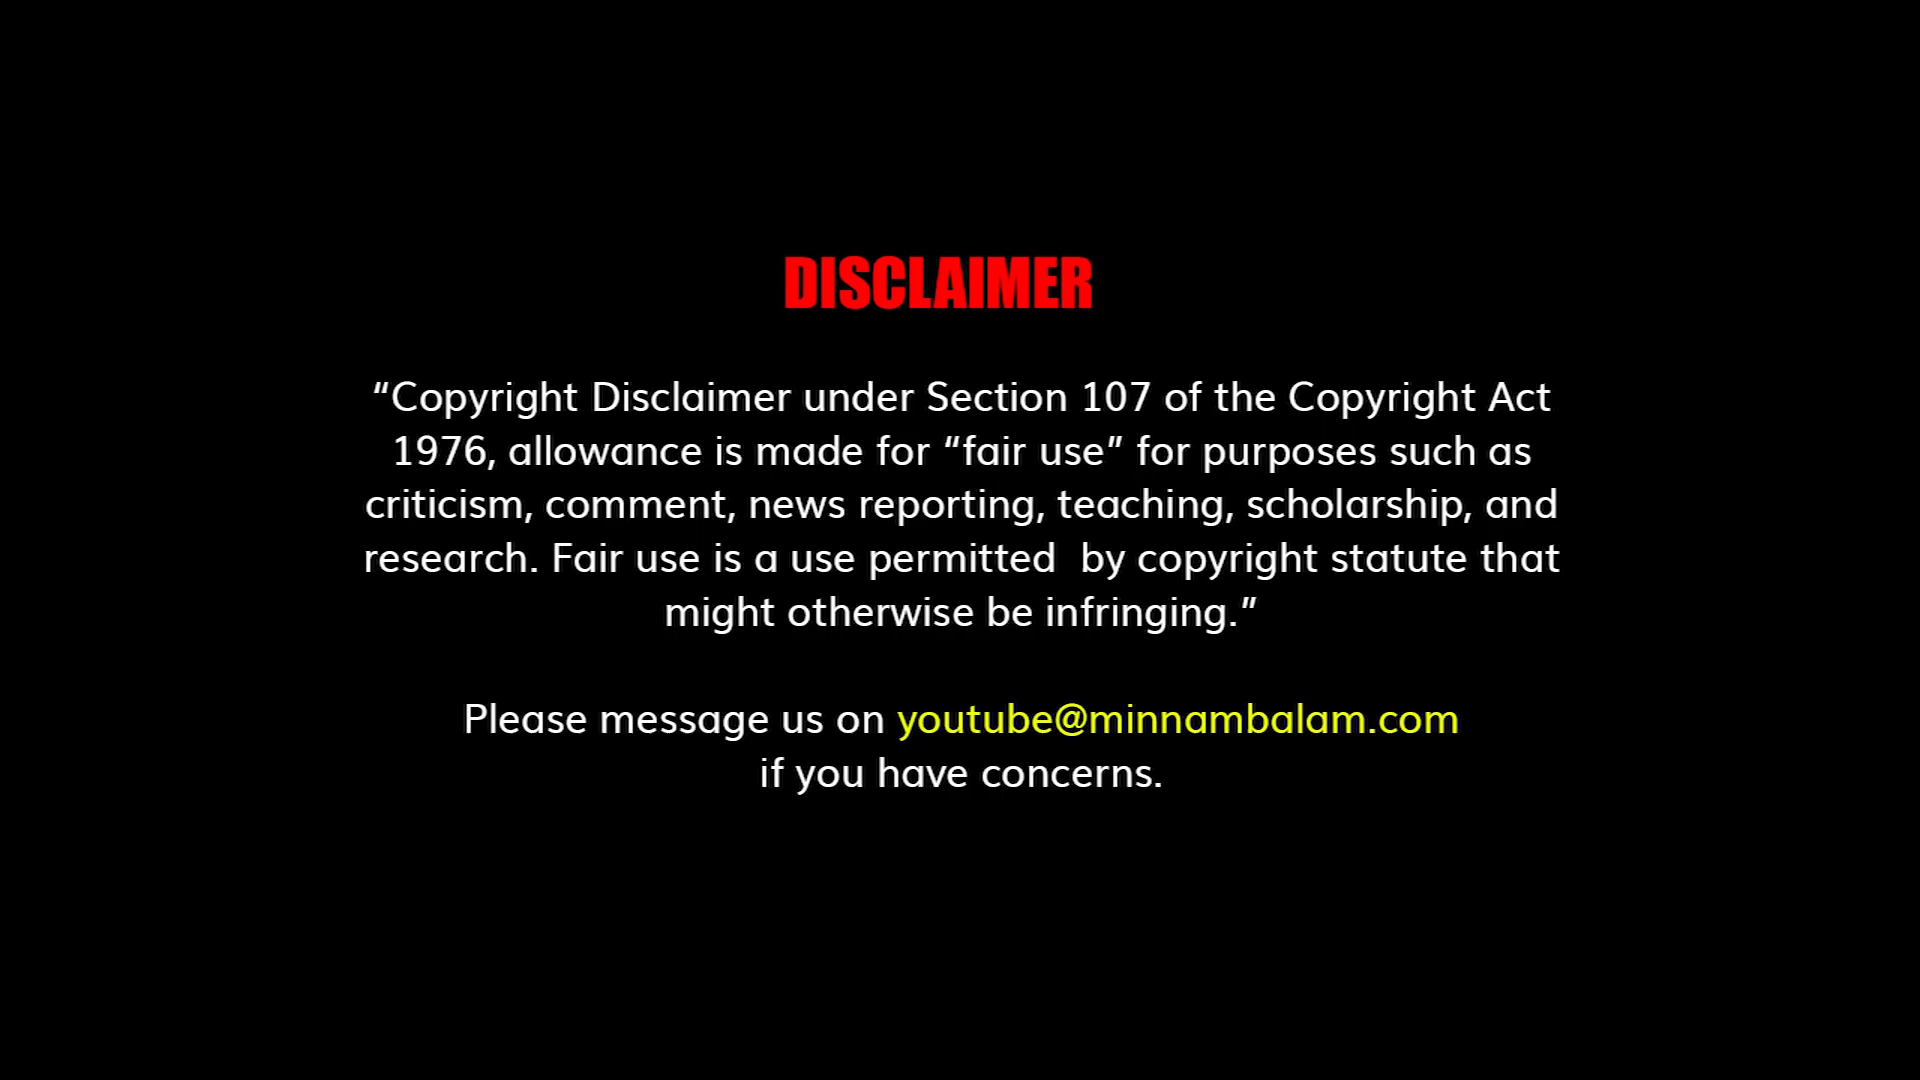 DISCLAIMER
“Copyright Disclaimer under Section 107 of the Copyright Act
1976, allowance is made for “fair use” for purposes such as
criticism, comment, news reporting, teaching, scholarship, and
research. Fair use is a use permitted  by copyright statute that
might otherwise be infringing.”
Please message us on youtube@minnambalam.com
if you have concerns.